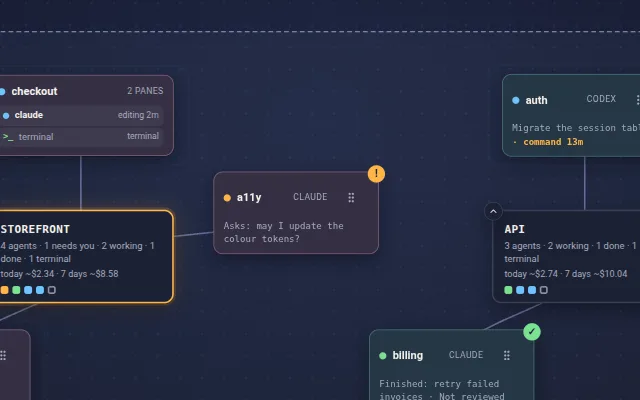 checkout 2 PANES
claude editing 2m
>_ terminal terminal
auth CODEX
Migrate the session tabl
· command 13m
a11y CLAUDE
!
Asks: may I update the
colour tokens?
STOREFRONT
4 agents · 1 needs you · 2 working · 1
done · 1 terminal
today ~$2.34 · 7 days ~$8.58
API
3 agents · 2 working · 1 done · 1
terminal
today ~$2.74 · 7 days ~$10.04
billing CLAUDE
✓
Finished: retry failed
invoices · Not reviewed